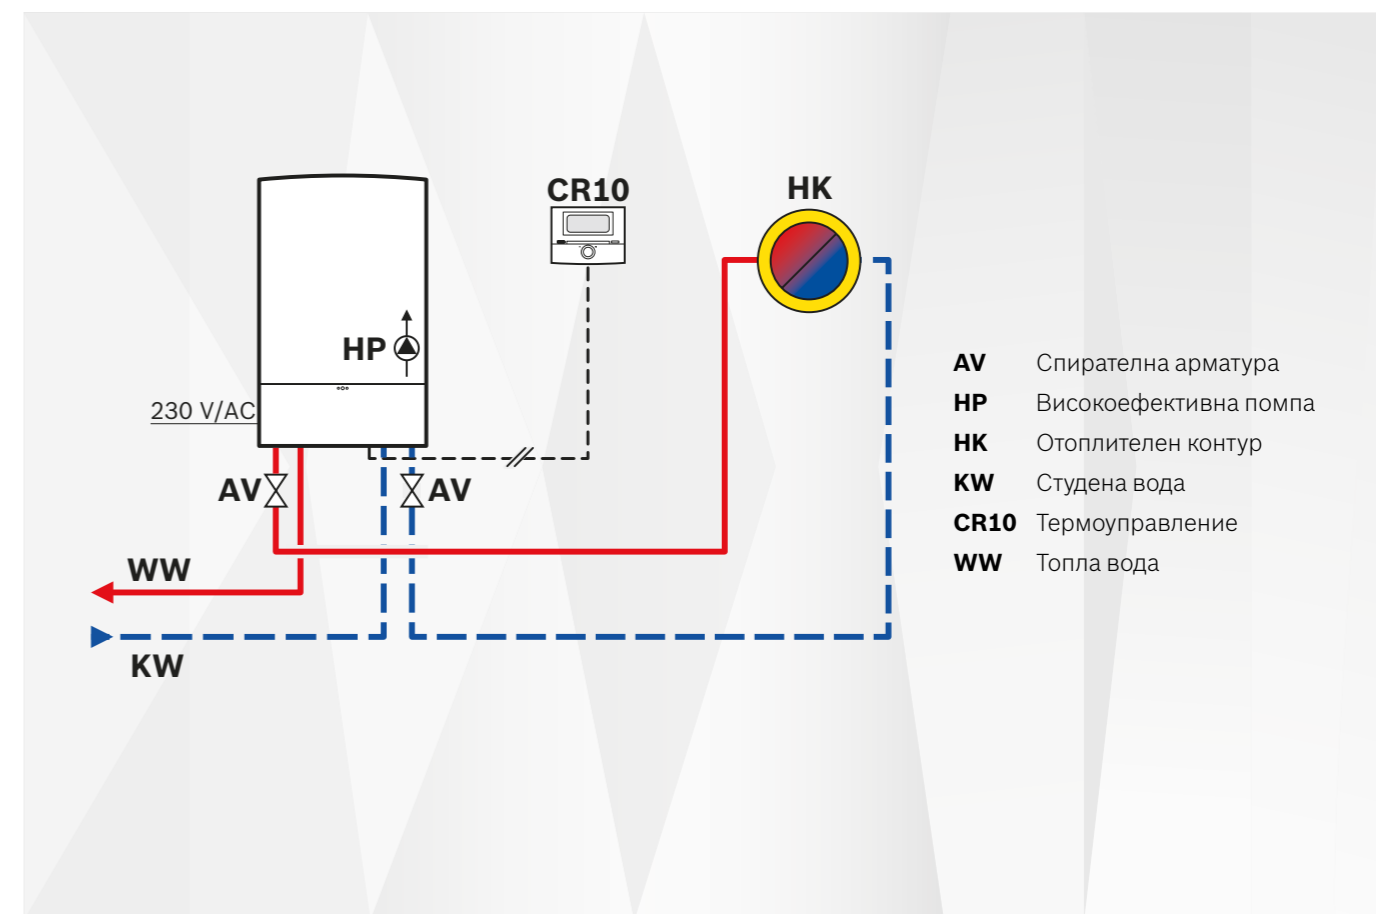 CR10
HK
HP
230 V/AC
AV
AV
WW
KW
AV Спирателна арматура
HP Високоефективна помпа
HK Отоплителен контур
KW Студена вода
CR10 Термоуправление
WW Топла вода